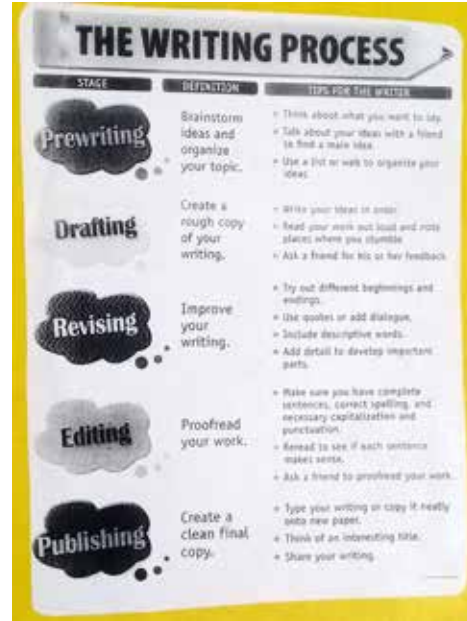 THE WRITING PROCESS
STAGE DEFINITION TIPS FOR THE WRITER
Prewriting
Brainstorm
ideas and
organize
your topic.
• Think about what you want to say.
• Talk about your ideas with a friend
to find a main idea.
• Use a list or web to organize your
ideas.
Drafting
Create a
rough copy
of your
writing.
• Write your ideas in order.
• Read your work out loud and note
places where you stumble.
• Ask a friend for his or her feedback.
Revising
Improve
your
writing.
• Try out different beginnings and
endings.
• Use quotes or add dialogue.
• Include descriptive words.
• Add detail to develop important
parts.
Editing
Proofread
your work.
• Make sure you have complete
sentences, correct spelling, and
necessary capitalization and
punctuation.
• Reread to see if each sentence
makes sense.
• Ask a friend to proofread your work.
Publishing
Create a
clean final
copy.
• Type your writing or copy it neatly
onto new paper.
• Think of an interesting title.
• Share your writing.